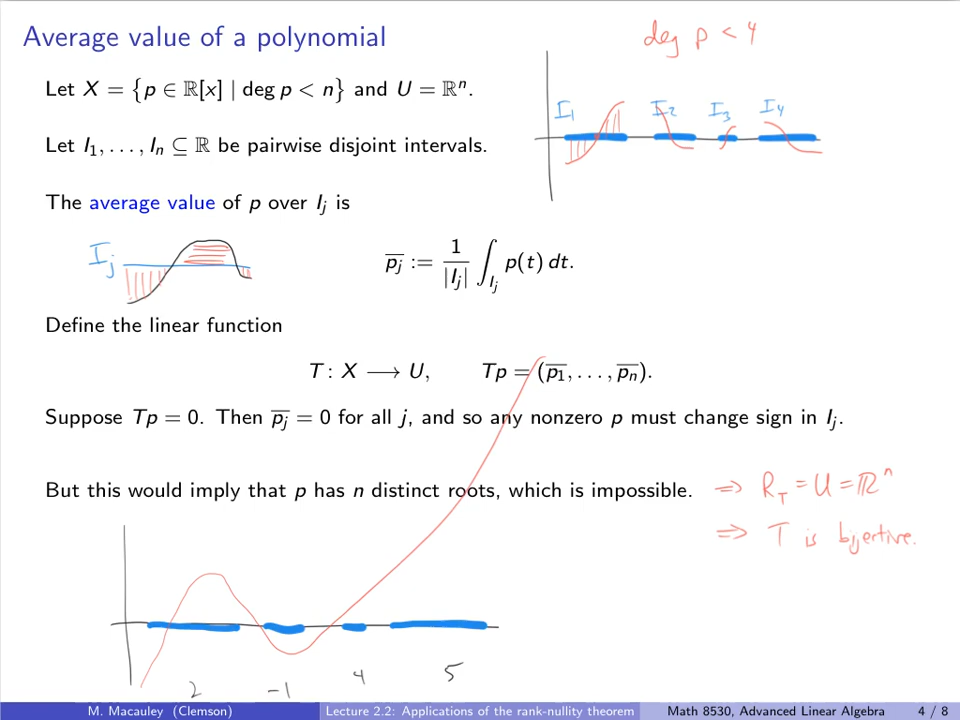 Average value of a polynomial
deg p < 4
Let X = {p ∈ ℝ[x] | deg p < n} and U = ℝⁿ.
I₁ I₂ I₃ I₄
Let I₁, . . . , Iₙ ⊆ ℝ be pairwise disjoint intervals.
The average value of p over Iⱼ is
Iⱼ
p̅ⱼ := 1/|Iⱼ| ∫_Iⱼ p(t) dt.
Define the linear function
T : X ⟶ U, Tp = (p̅₁, . . . , p̅ₙ).
Suppose Tp = 0. Then p̅ⱼ = 0 for all j, and so any nonzero p must change sign in Iⱼ.
But this would imply that p has n distinct roots, which is impossible.
⇒ R_T = U = ℝⁿ
⇒ T is bijective.
2 -1 4 5
M. Macauley (Clemson) Lecture 2.2: Applications of the rank-nullity theorem Math 8530, Advanced Linear Algebra 4 / 8